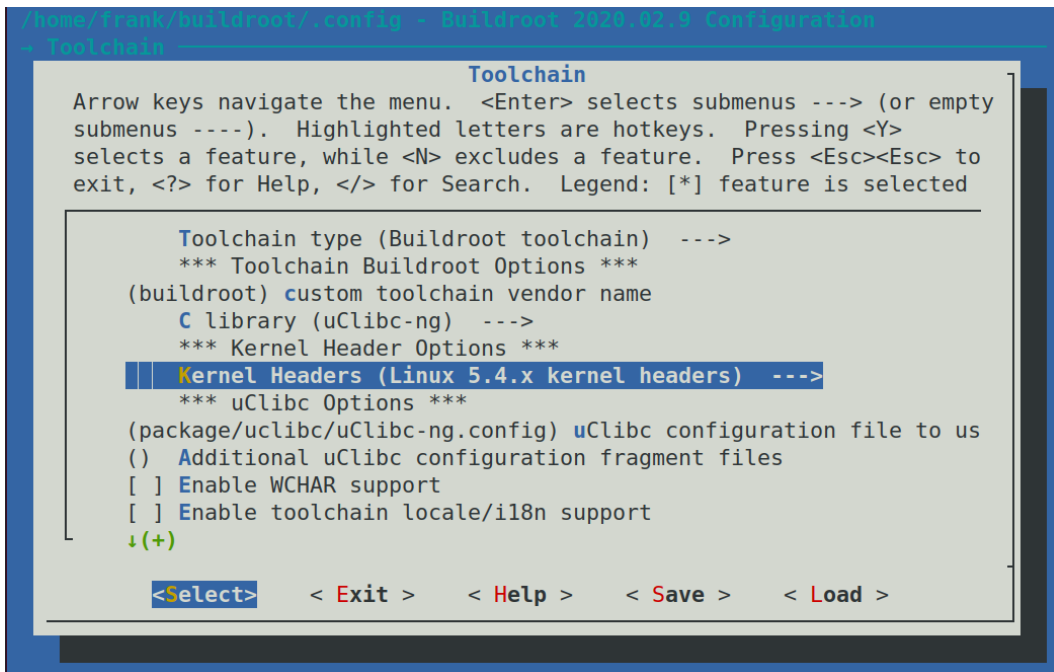 /home/frank/buildroot/.config - Buildroot 2020.02.9 Configuration
→ Toolchain
Toolchain
Arrow keys navigate the menu.  <Enter> selects submenus ---> (or empty
submenus ----).  Highlighted letters are hotkeys.  Pressing <Y>
selects a feature, while <N> excludes a feature.  Press <Esc><Esc> to
exit, <?> for Help, </> for Search.  Legend: [*] feature is selected
Toolchain type (Buildroot toolchain)  --->
*** Toolchain Buildroot Options ***
(buildroot) custom toolchain vendor name
C library (uClibc-ng)  --->
*** Kernel Header Options ***
Kernel Headers (Linux 5.4.x kernel headers)  --->
*** uClibc Options ***
(package/uclibc/uClibc-ng.config) uClibc configuration file to us
()  Additional uClibc configuration fragment files
[ ] Enable WCHAR support
[ ] Enable toolchain locale/i18n support
↓(+)
<Select>    < Exit >    < Help >    < Save >    < Load >